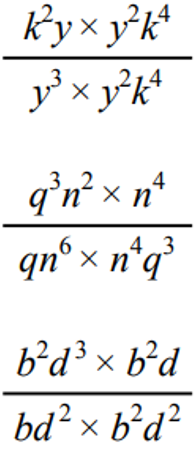 k²y × y²k⁴
y³ × y²k⁴
q³n² × n⁴
qn⁶ × n⁴q³
b²d³ × b²d
bd² × b²d²